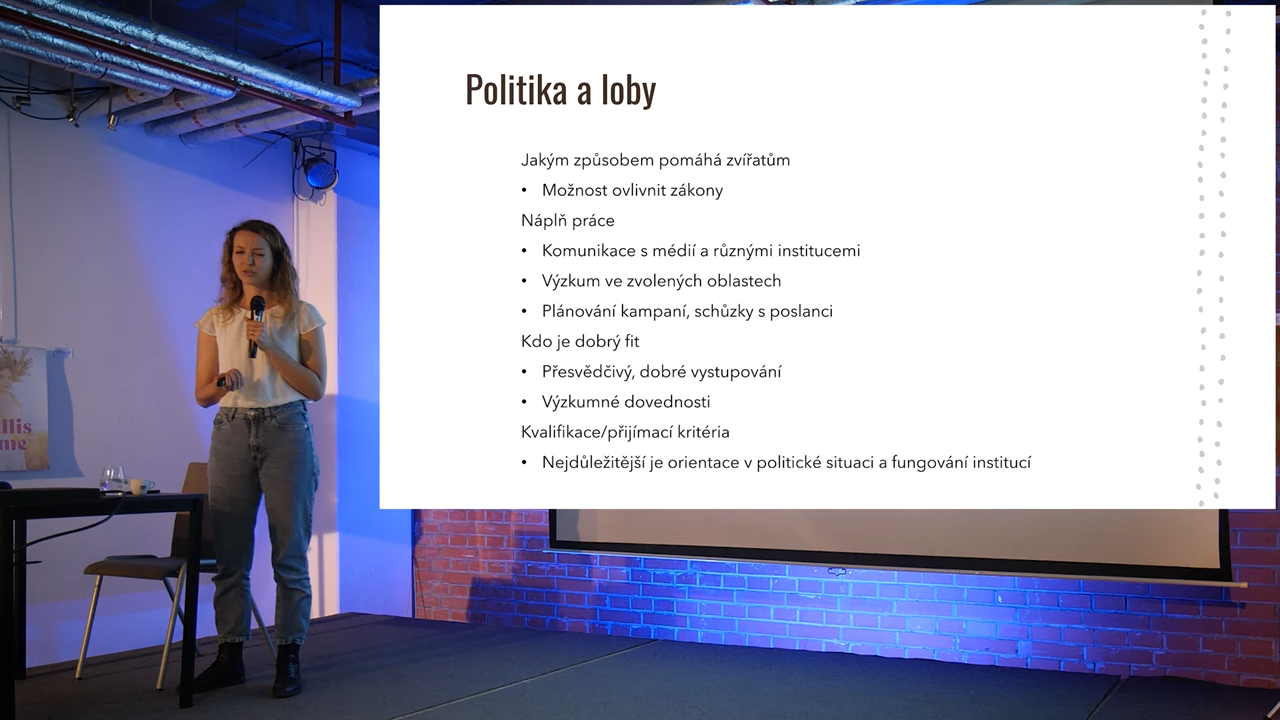 Politika a loby
Jakým způsobem pomáhá zvířatům
• Možnost ovlivnit zákony
Náplň práce
• Komunikace s médií a různými institucemi
• Výzkum ve zvolených oblastech
• Plánování kampaní, schůzky s poslanci
Kdo je dobrý fit
• Přesvědčivý, dobré vystupování
• Výzkumné dovednosti
Kvalifikace/přijímací kritéria
• Nejdůležitější je orientace v politické situaci a fungování institucí